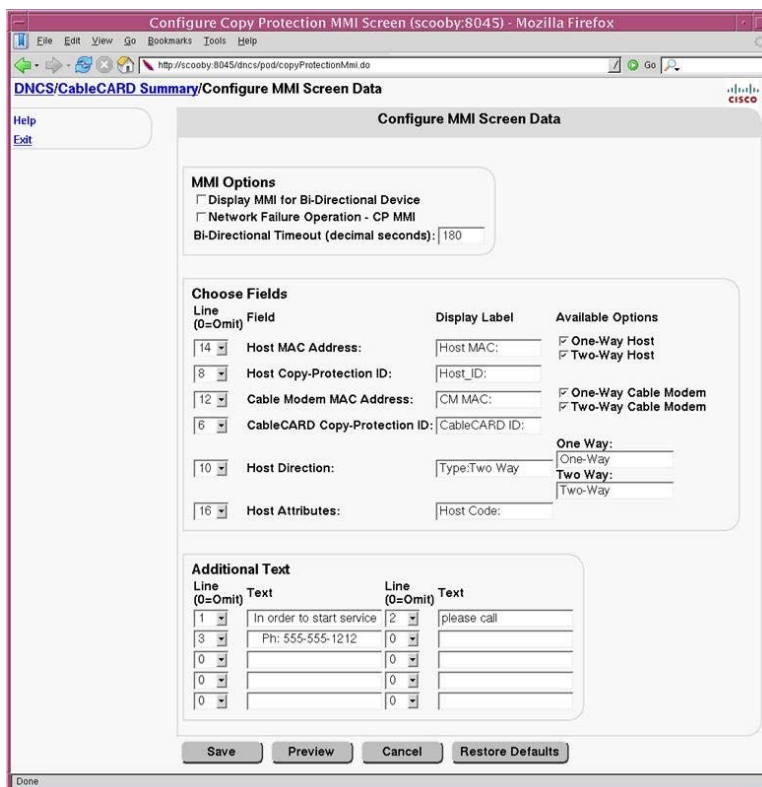 Configure Copy Protection MMI Screen (scooby:8045) - Mozilla Firefox
File Edit View Go Bookmarks Tools Help
http://scooby:8045/dncs/pod/copyProtectionMmi.do Go
DNCS/CableCARD Summary/Configure MMI Screen Data
CISCO
Help
Exit
Configure MMI Screen Data
MMI Options
Display MMI for Bi-Directional Device
Network Failure Operation - CP MMI
Bi-Directional Timeout (decimal seconds): 180
Choose Fields
Line (0=Omit) Field Display Label Available Options
14 Host MAC Address: Host MAC: One-Way Host
Two-Way Host
8 Host Copy-Protection ID: Host_ID:
12 Cable Modem MAC Address: CM MAC: One-Way Cable Modem
Two-Way Cable Modem
6 CableCARD Copy-Protection ID: CableCARD ID:
One Way:
One-Way
10 Host Direction: Type:Two Way
Two Way:
Two-Way
16 Host Attributes: Host Code:
Additional Text
Line (0=Omit) Text Line (0=Omit) Text
1 In order to start service 2 please call
3 Ph: 555-555-1212 0
0 0
0 0
0 0
Save Preview Cancel Restore Defaults
Done